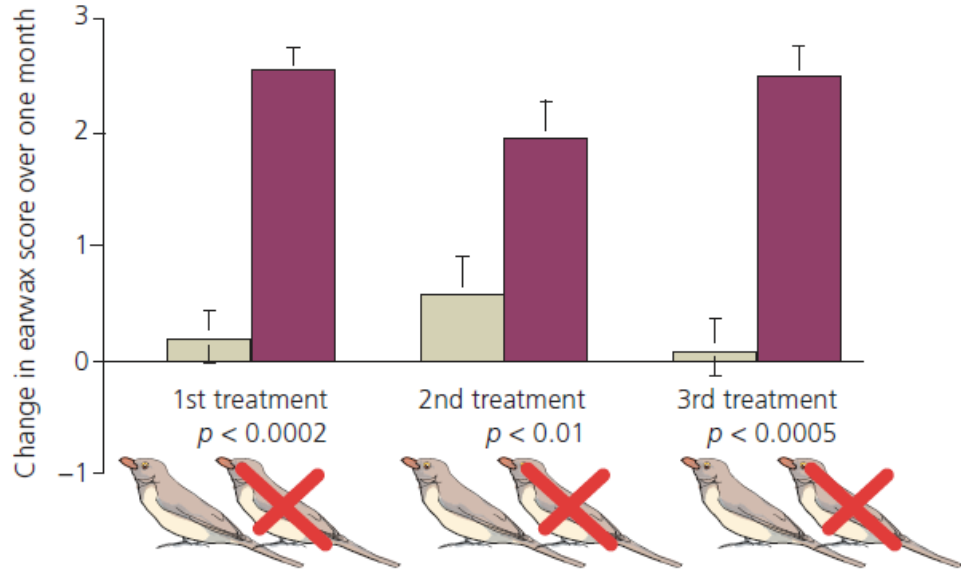 Change in earwax score over one month
3
2
1
0
–1
1st treatment
p < 0.0002
2nd treatment
p < 0.01
3rd treatment
p < 0.0005